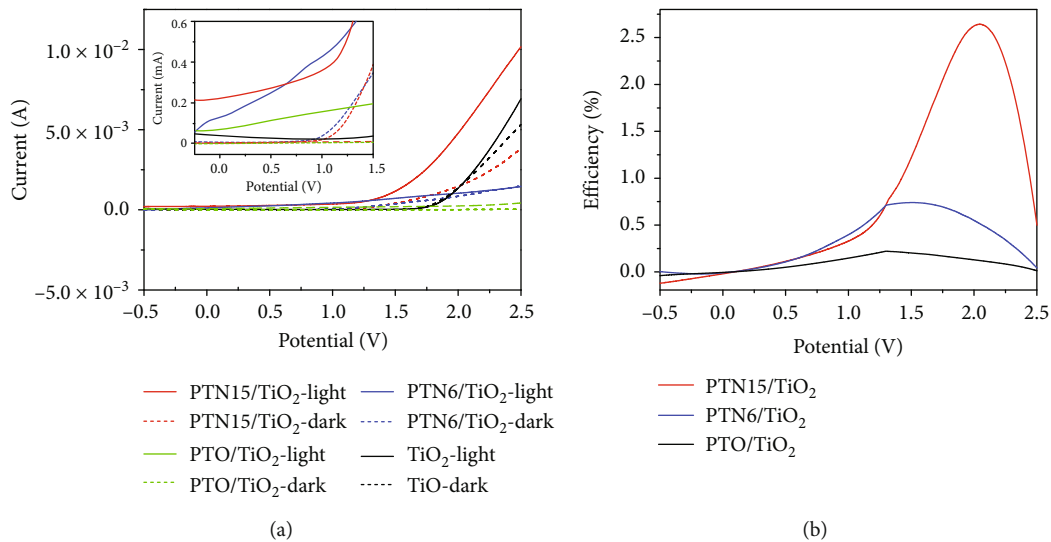 1.0 × 10⁻²
5.0 × 10⁻³
0.0
−5.0 × 10⁻³
Current (A)
−0.5 0.0 0.5 1.0 1.5 2.0 2.5
Potential (V)
0.6
0.4
0.2
0
Current (mA)
0.0 0.5 1.0 1.5
Potential (V)
PTN15/TiO₂-light PTN6/TiO₂-light
PTN15/TiO₂-dark PTN6/TiO₂-dark
PTO/TiO₂-light TiO₂-light
PTO/TiO₂-dark TiO-dark
(a)
2.5
2.0
1.5
1.0
0.5
0.0
Efficiency (%)
−0.5 0.0 0.5 1.0 1.5 2.0 2.5
Potential (V)
PTN15/TiO₂
PTN6/TiO₂
PTO/TiO₂
(b)